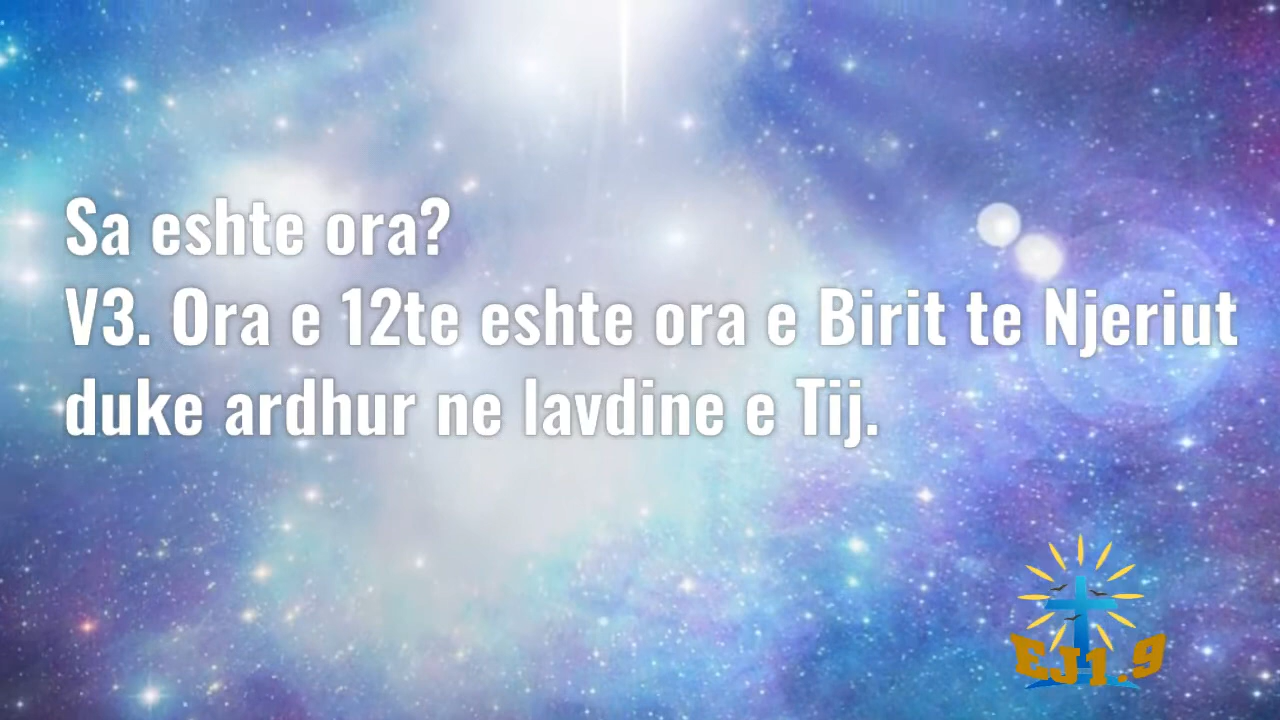 Sa eshte ora?
V3. Ora e 12te eshte ora e Birit te Njeriut
duke ardhur ne lavdine e Tij.
EJ1.9